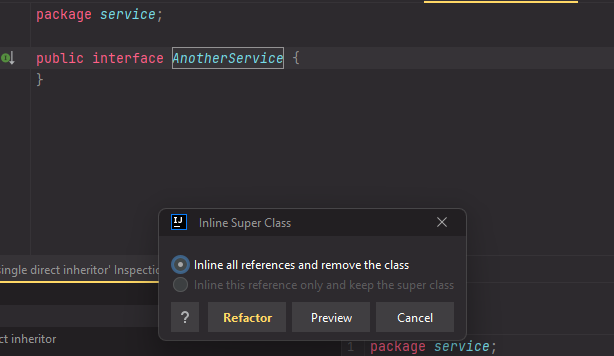 package service;
public interface AnotherService {
}
IJ
Inline Super Class
Inline all references and remove the class
Inline this reference only and keep the super class
? Refactor Preview Cancel
single direct inheritor' Inspectio
ct inheritor
1 package service;